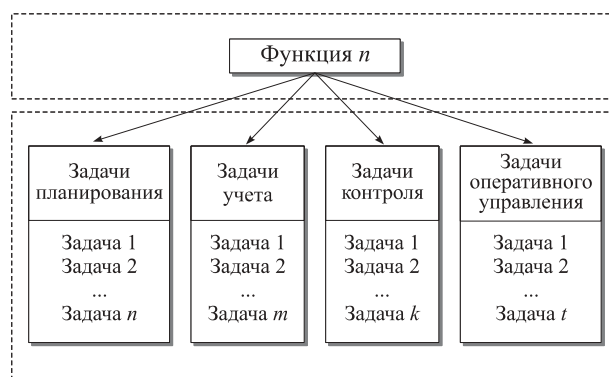 Функция n
Задачи
планирования
Задача 1
Задача 2
...
Задача n
Задачи
учета
Задача 1
Задача 2
...
Задача m
Задачи
контроля
Задача 1
Задача 2
...
Задача k
Задачи
оперативного
управления
Задача 1
Задача 2
...
Задача t